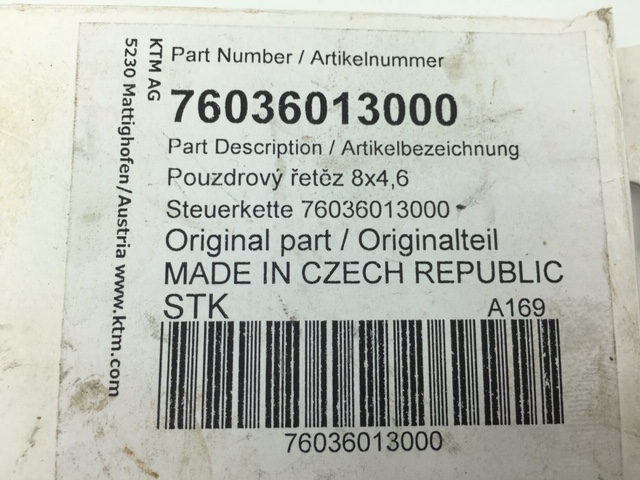 KTM AG
5230 Mattighofen/Austria www.ktm.com
Part Number / Artikelnummer
76036013000
Part Description / Artikelbezeichnung
Pouzdrový řetěz 8x4,6
Steuerkette 76036013000
Original part / Originalteil
MADE IN CZECH REPUBLIC
STK A169
76036013000